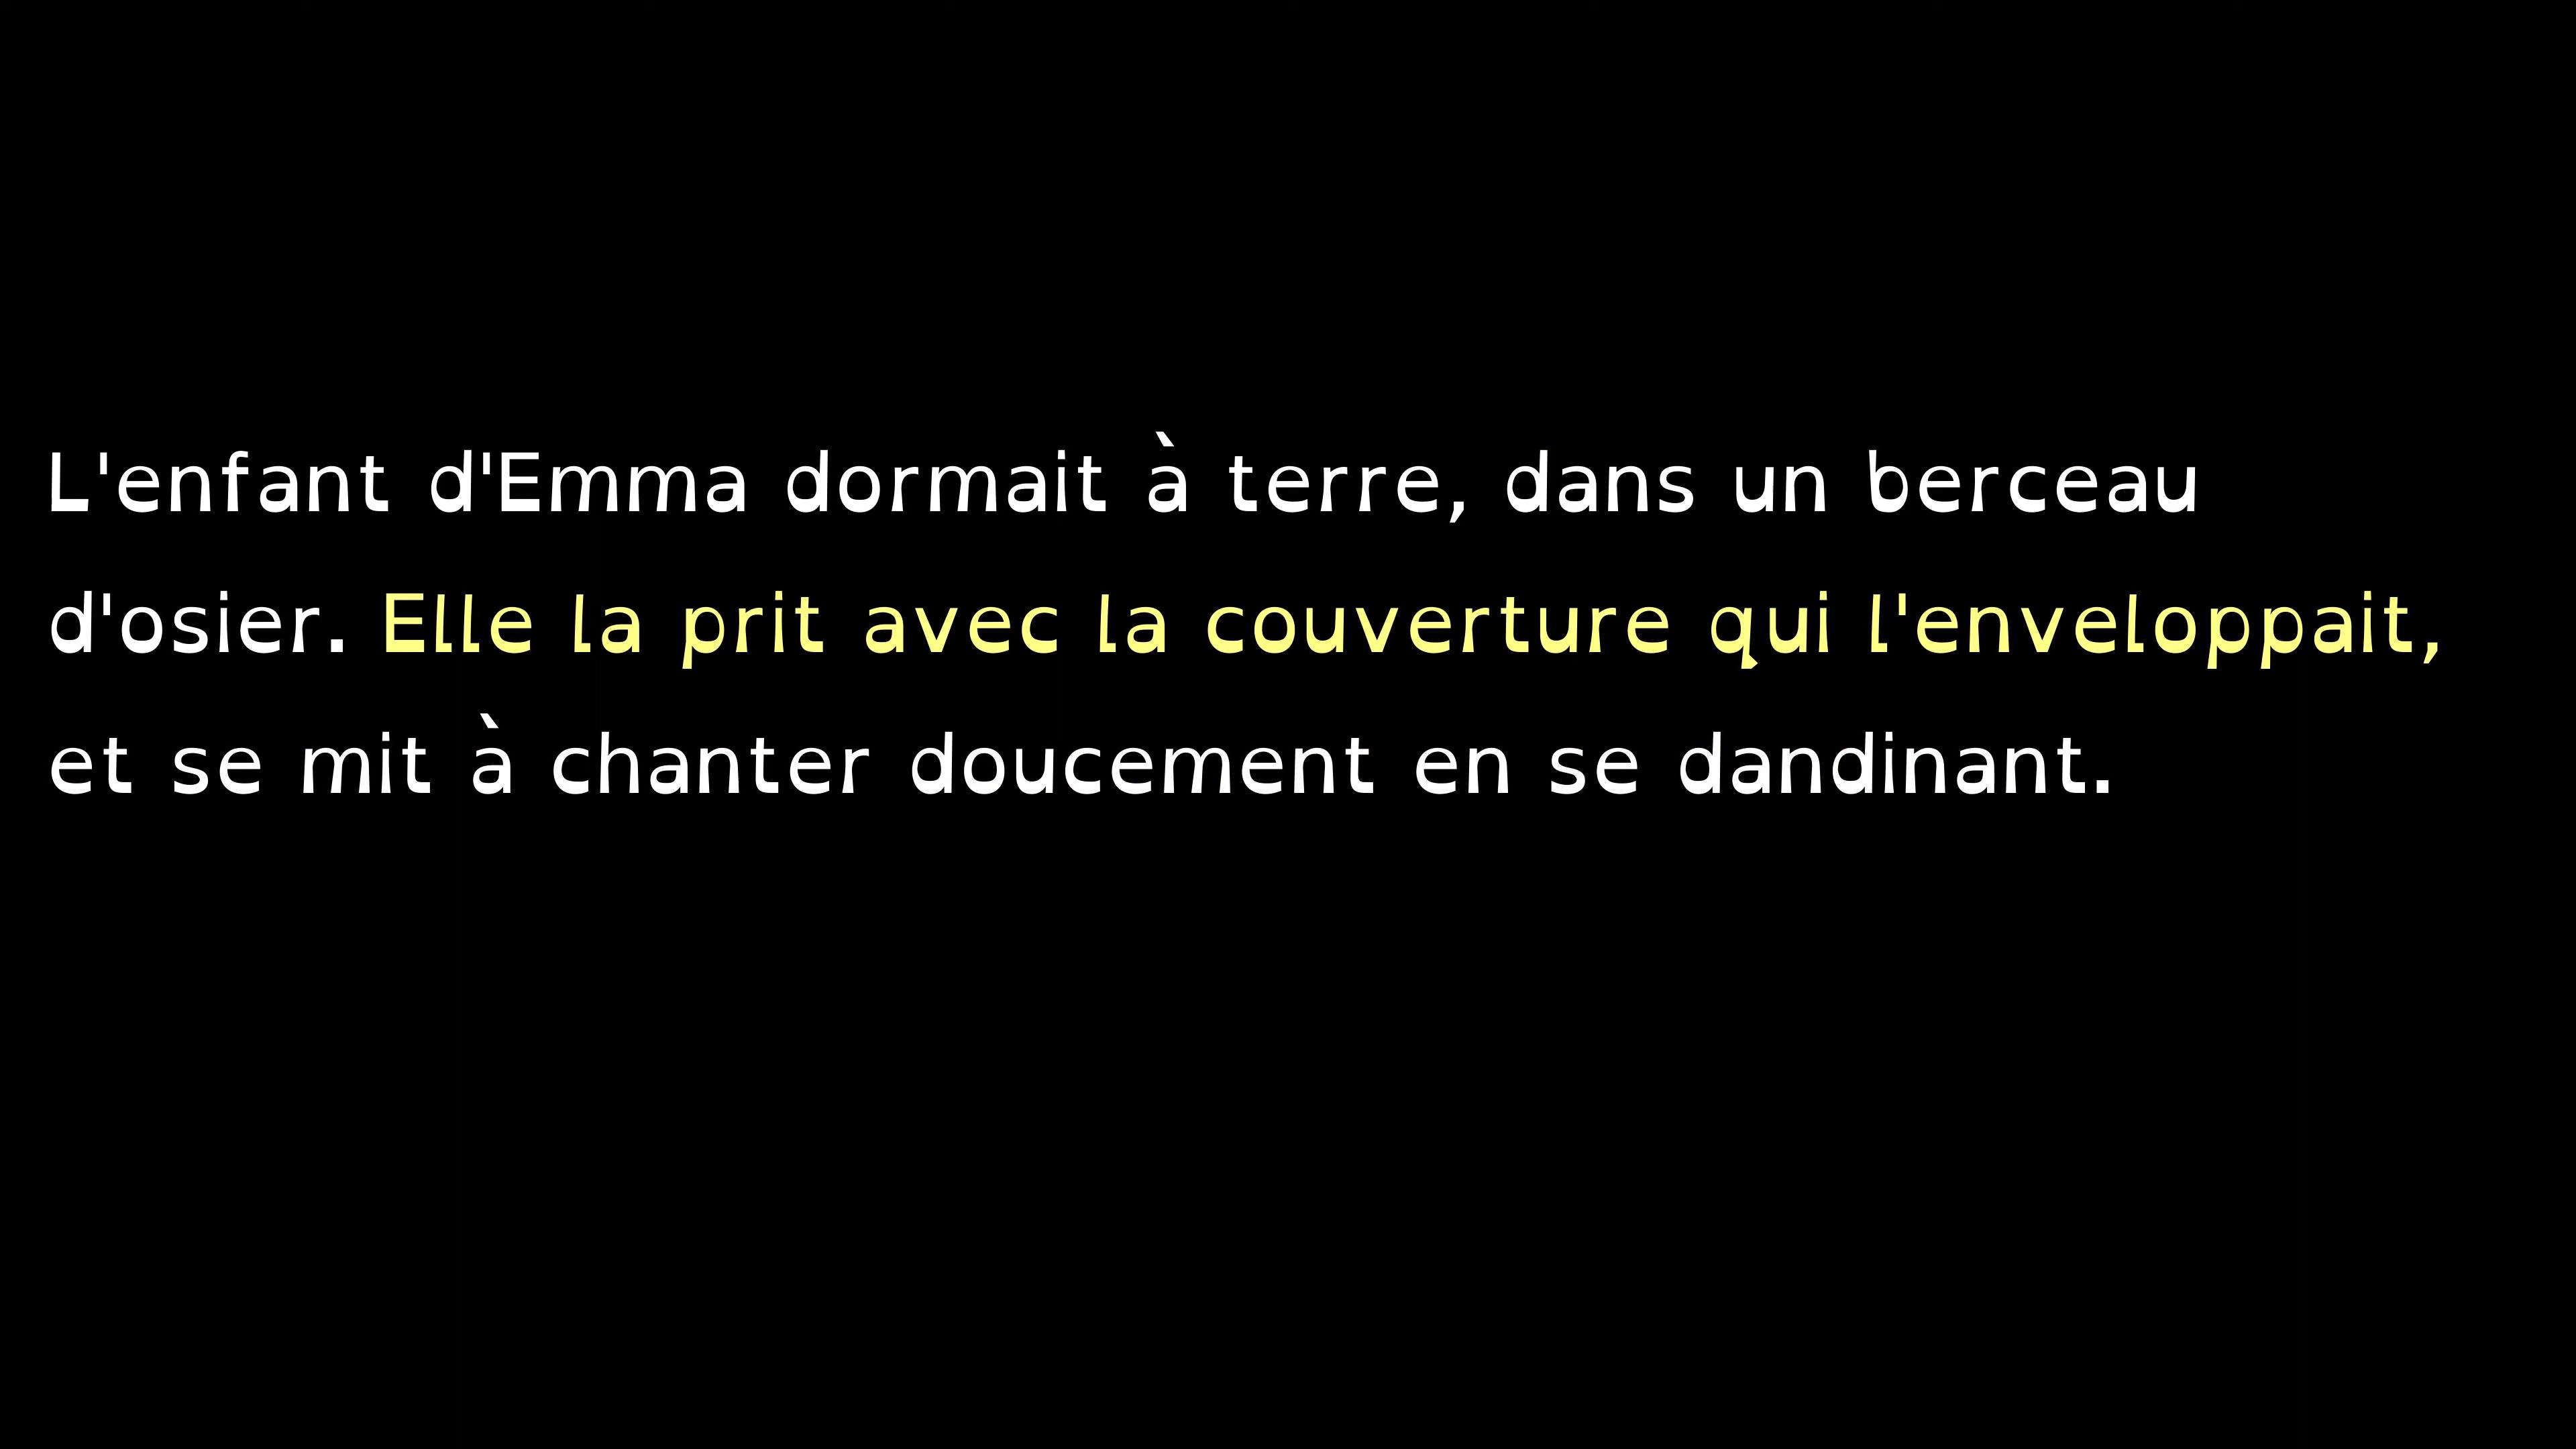 L'enfant d'Emma dormait à terre, dans un berceau
d'osier. Elle la prit avec la couverture qui l'enveloppait,
et se mit à chanter doucement en se dandinant.